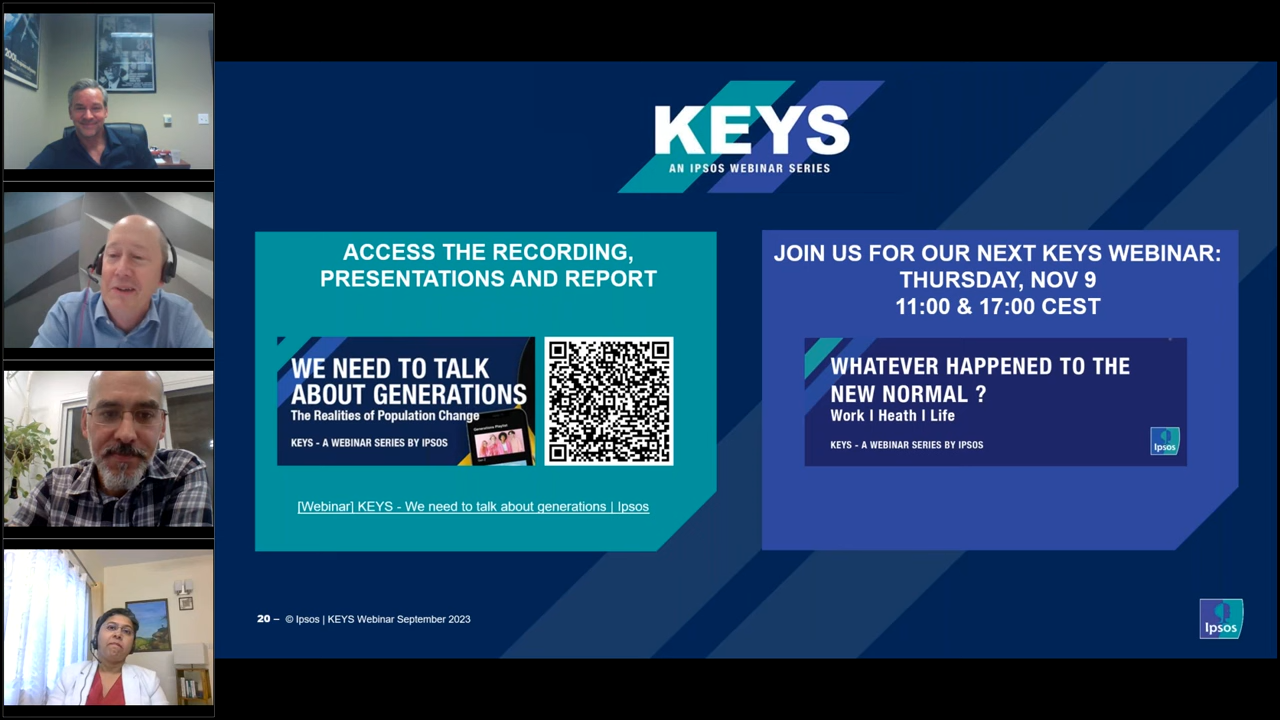 KEYS
AN IPSOS WEBINAR SERIES
ACCESS THE RECORDING,
PRESENTATIONS AND REPORT
WE NEED TO TALK
ABOUT GENERATIONS
The Realities of Population Change
KEYS - A WEBINAR SERIES BY IPSOS
[Webinar] KEYS - We need to talk about generations | Ipsos
JOIN US FOR OUR NEXT KEYS WEBINAR:
THURSDAY, NOV 9
11:00 & 17:00 CEST
WHATEVER HAPPENED TO THE
NEW NORMAL ?
Work I Heath I Life
KEYS - A WEBINAR SERIES BY IPSOS
Ipsos
20 – © Ipsos | KEYS Webinar September 2023
Ipsos